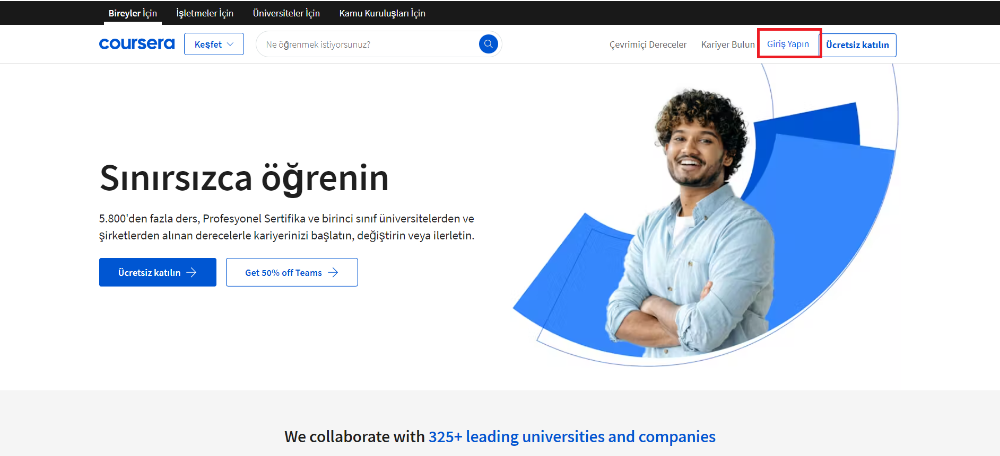 Bireyler İçin İşletmeler İçin Üniversiteler İçin Kamu Kuruluşları İçin
coursera Keşfet Ne öğrenmek istiyorsunuz? Çevrimiçi Dereceler Kariyer Bulun Giriş Yapın Ücretsiz katılın
Sınırsızca öğrenin
5.800'den fazla ders, Profesyonel Sertifika ve birinci sınıf üniversitelerden ve
şirketlerden alınan derecelerle kariyerinizi başlatın, değiştirin veya ilerletin.
Ücretsiz katılın Get 50% off Teams
We collaborate with 325+ leading universities and companies